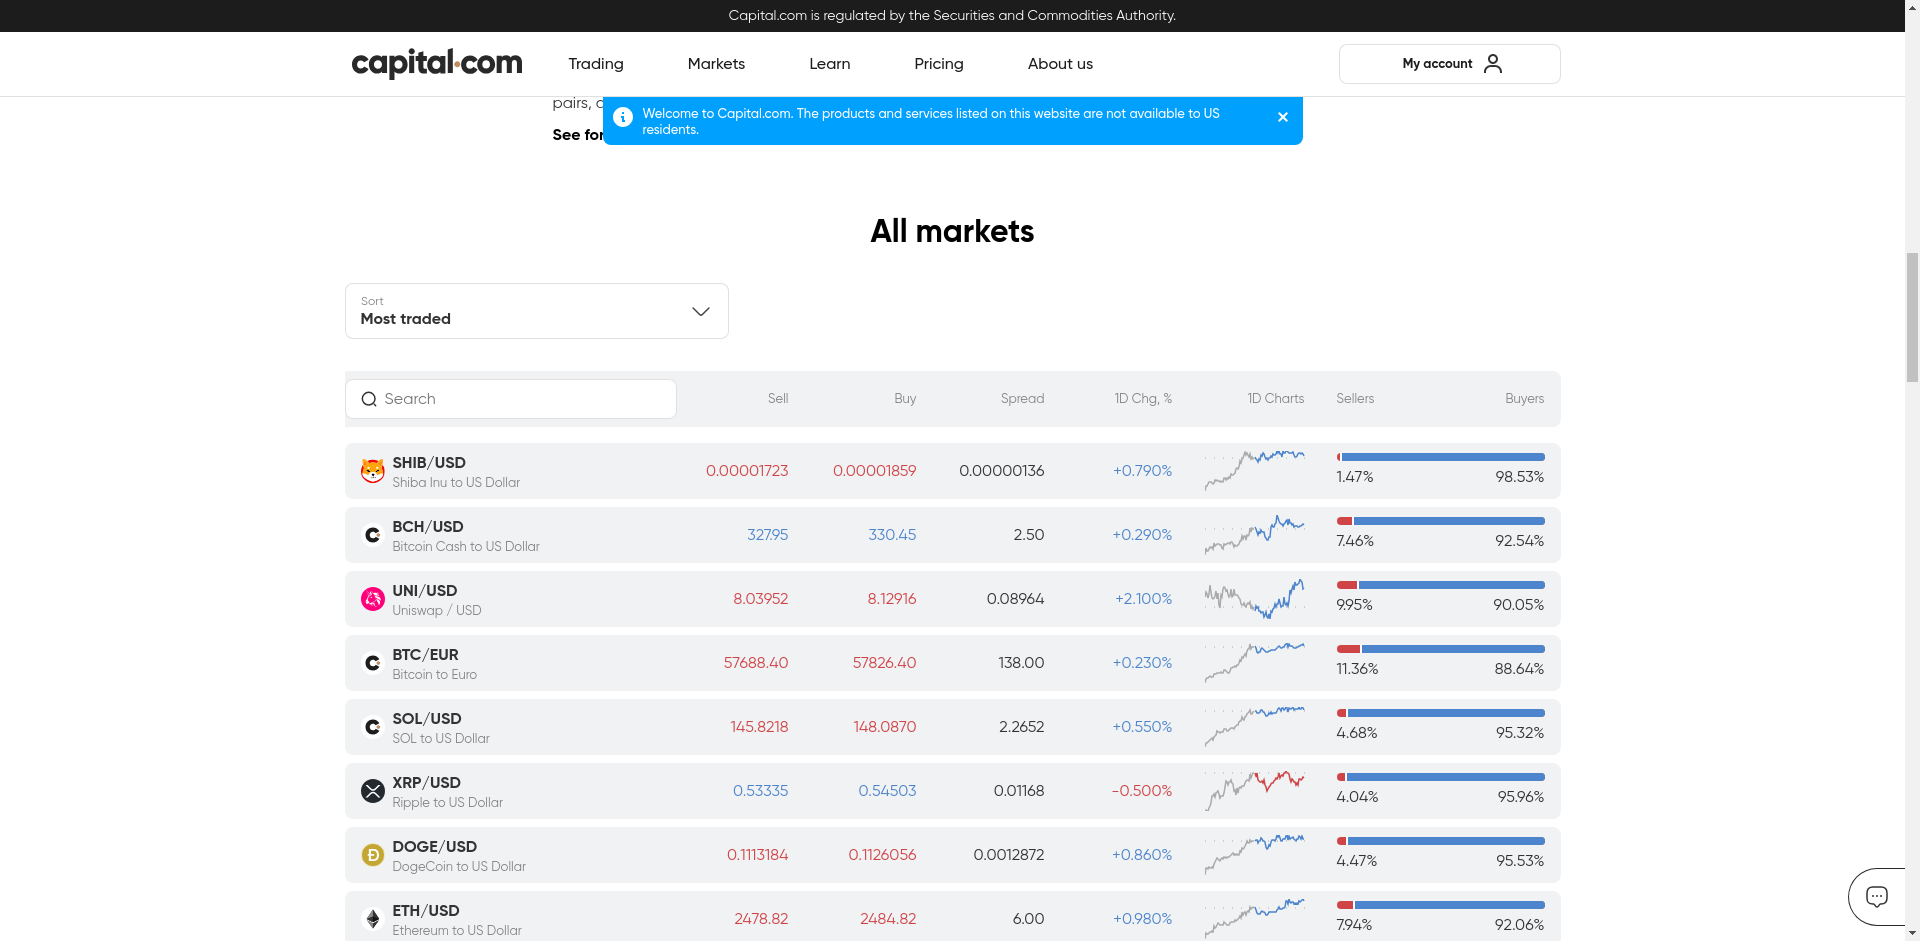 Capital.com is regulated by the Securities and Commodities Authority.
capital.com
Trading
Markets
Learn
Pricing
About us
My account
pairs,
Welcome to Capital.com. The products and services listed on this website are not available to US
residents.
See for
All markets
Sort
Most traded
Search
Sell
Buy
Spread
1D Chg, %
1D Charts
Sellers
Buyers
SHIB/USD
Shiba Inu to US Dollar
0.00001723
0.00001859
0.00000136
+0.790%
1.47%
98.53%
BCH/USD
Bitcoin Cash to US Dollar
327.95
330.45
2.50
+0.290%
7.46%
92.54%
UNI/USD
Uniswap / USD
8.03952
8.12916
0.08964
+2.100%
9.95%
90.05%
BTC/EUR
Bitcoin to Euro
57688.40
57826.40
138.00
+0.230%
11.36%
88.64%
SOL/USD
SOL to US Dollar
145.8218
148.0870
2.2652
+0.550%
4.68%
95.32%
XRP/USD
Ripple to US Dollar
0.53335
0.54503
0.01168
-0.500%
4.04%
95.96%
DOGE/USD
DogeCoin to US Dollar
0.1113184
0.1126056
0.0012872
+0.860%
4.47%
95.53%
ETH/USD
Ethereum to US Dollar
2478.82
2484.82
6.00
+0.980%
7.94%
92.06%